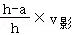 h-a
h × v影